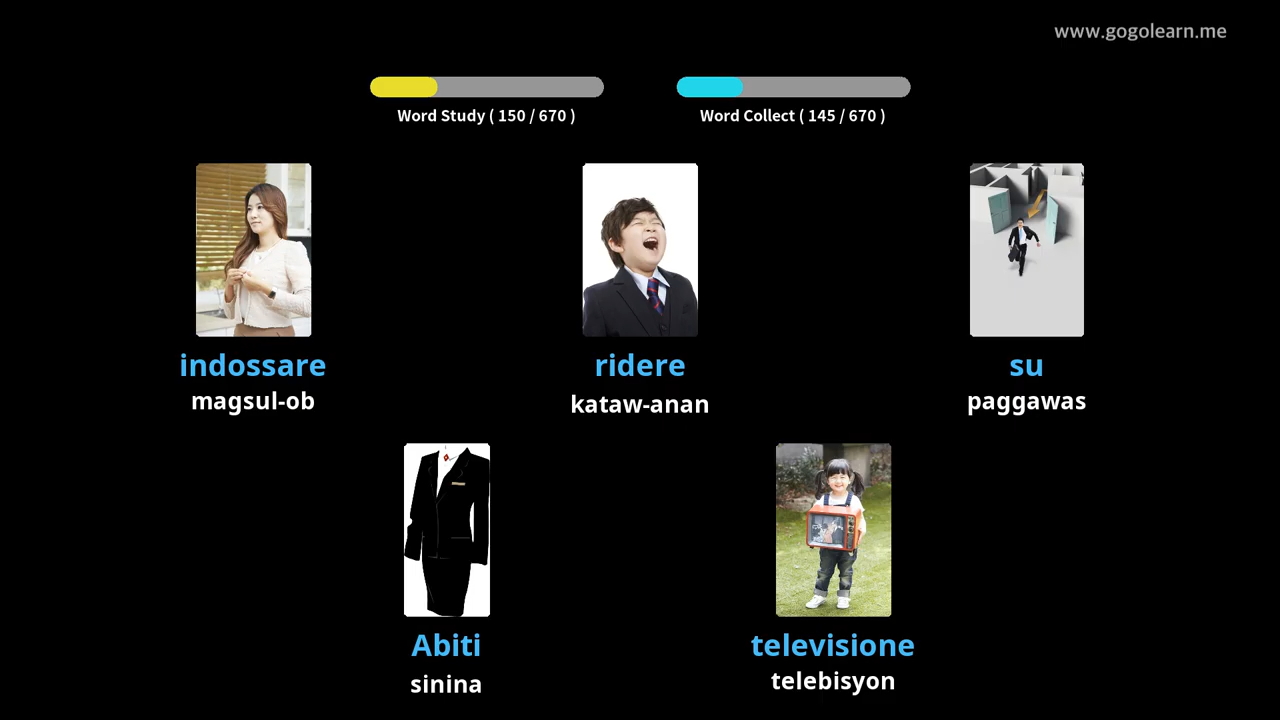 www.gogolearn.me
Word Study ( 150 / 670 )
Word Collect ( 145 / 670 )
indossare
magsul-ob
ridere
kataw-anan
su
paggawas
Abiti
sinina
televisione
telebisyon